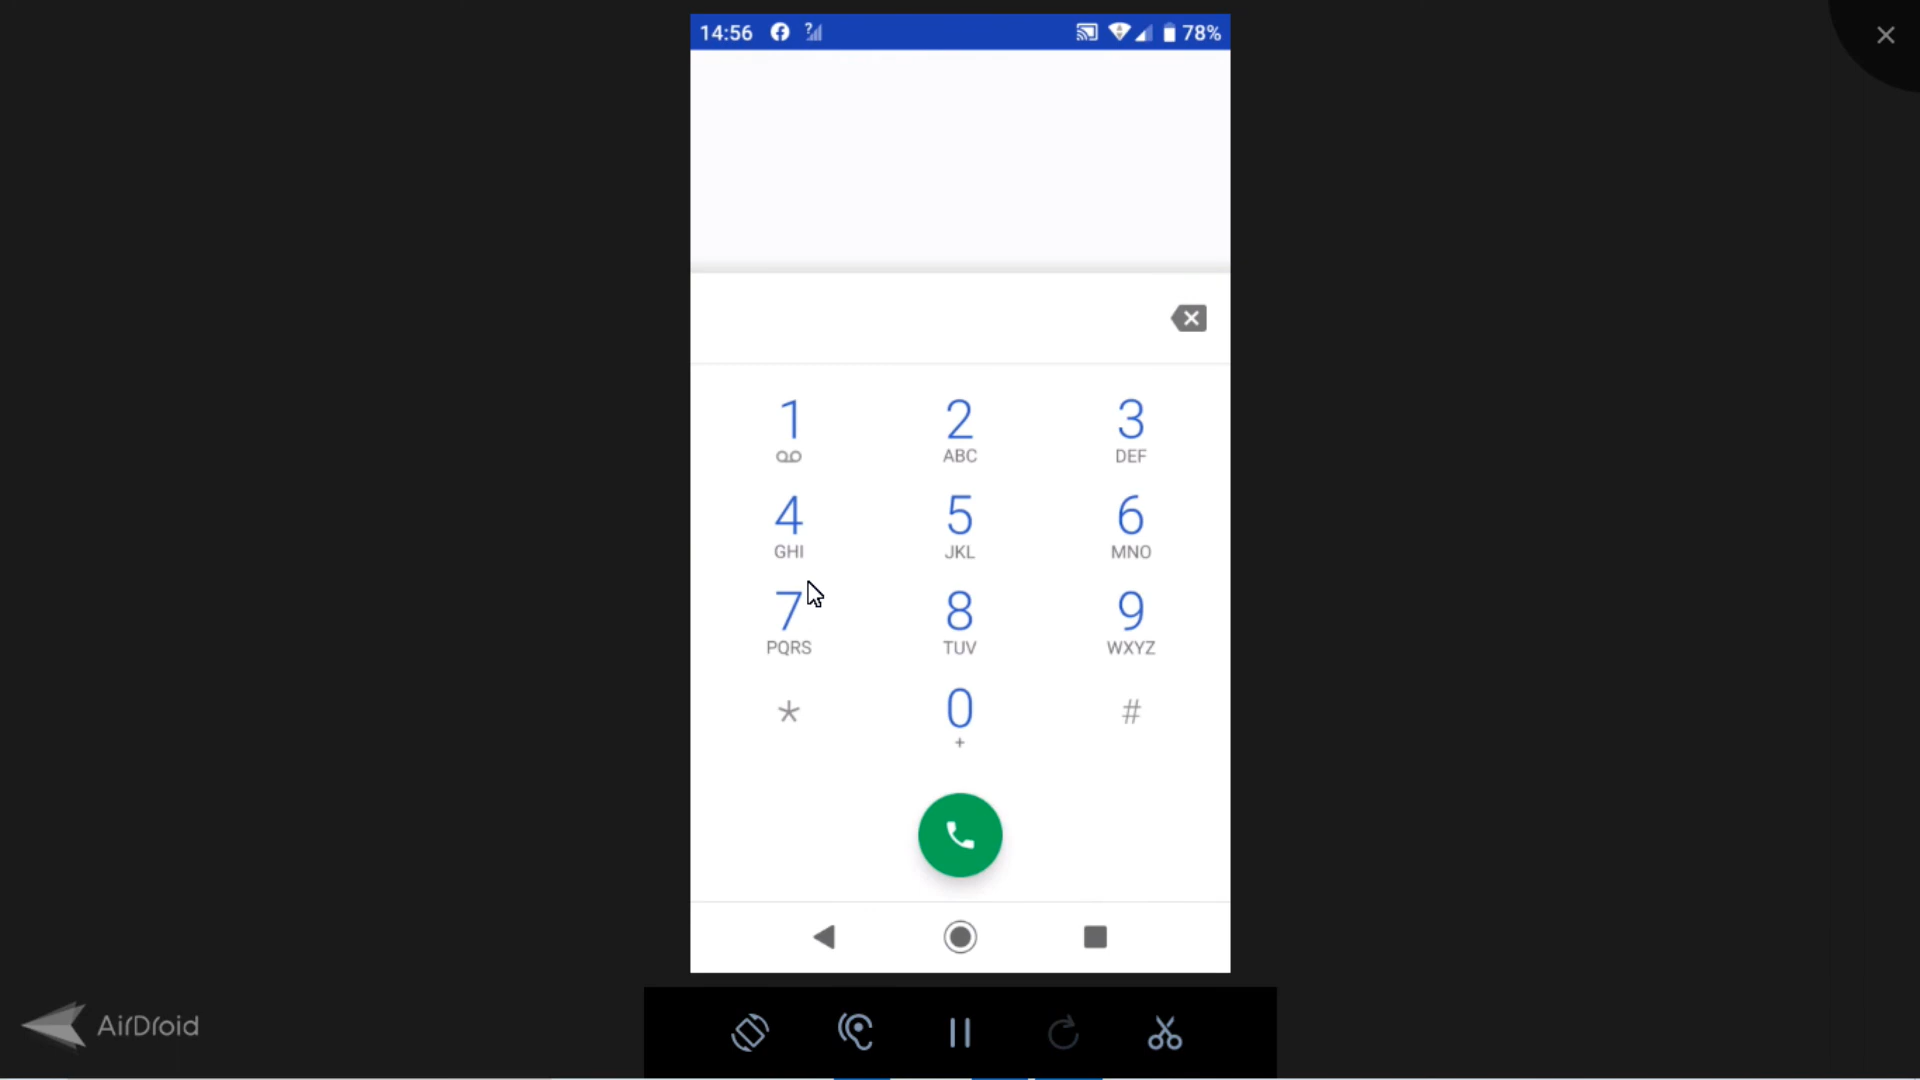 14:56 78%
1 2 3
ABC DEF
4 5 6
GHI JKL MNO
7 8 9
PQRS TUV WXYZ
* 0 #
+
AirDroid